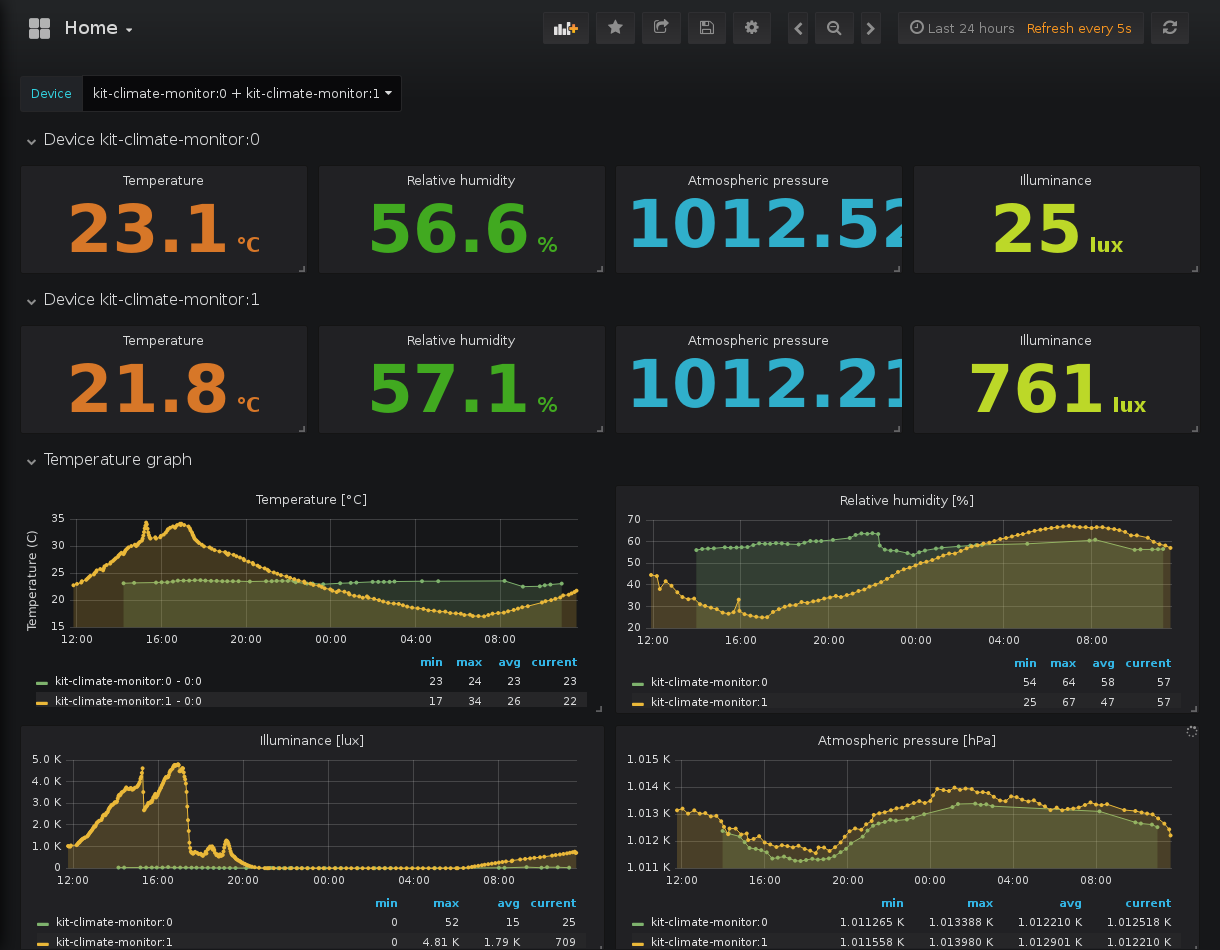 Home
Last 24 hours Refresh every 5s
Device kit-climate-monitor:0 + kit-climate-monitor:1
Device kit-climate-monitor:0
Temperature Relative humidity Atmospheric pressure Illuminance
23.1 °C 56.6 % 1012.52 25 lux
Device kit-climate-monitor:1
Temperature Relative humidity Atmospheric pressure Illuminance
21.8 °C 57.1 % 1012.21 761 lux
Temperature graph
Temperature [°C]
Temperature (C)
35
30
25
20
15
12:00 16:00 20:00 00:00 04:00 08:00
min max avg current
kit-climate-monitor:0 - 0:0 23 24 23 23
kit-climate-monitor:1 - 0:0 17 34 26 22
Relative humidity [%]
70
60
50
40
30
20
12:00 16:00 20:00 00:00 04:00 08:00
min max avg current
kit-climate-monitor:0 54 64 58 57
kit-climate-monitor:1 25 67 47 57
Illuminance [lux]
5.0 K
4.0 K
3.0 K
2.0 K
1.0 K
0
12:00 16:00 20:00 00:00 04:00 08:00
min max avg current
kit-climate-monitor:0 0 52 15 25
kit-climate-monitor:1 0 4.81 K 1.79 K 709
Atmospheric pressure [hPa]
1.015 K
1.014 K
1.013 K
1.012 K
1.011 K
12:00 16:00 20:00 00:00 04:00 08:00
min max avg current
kit-climate-monitor:0 1.011265 K 1.013388 K 1.012210 K 1.012518 K
kit-climate-monitor:1 1.011558 K 1.013980 K 1.012901 K 1.012210 K